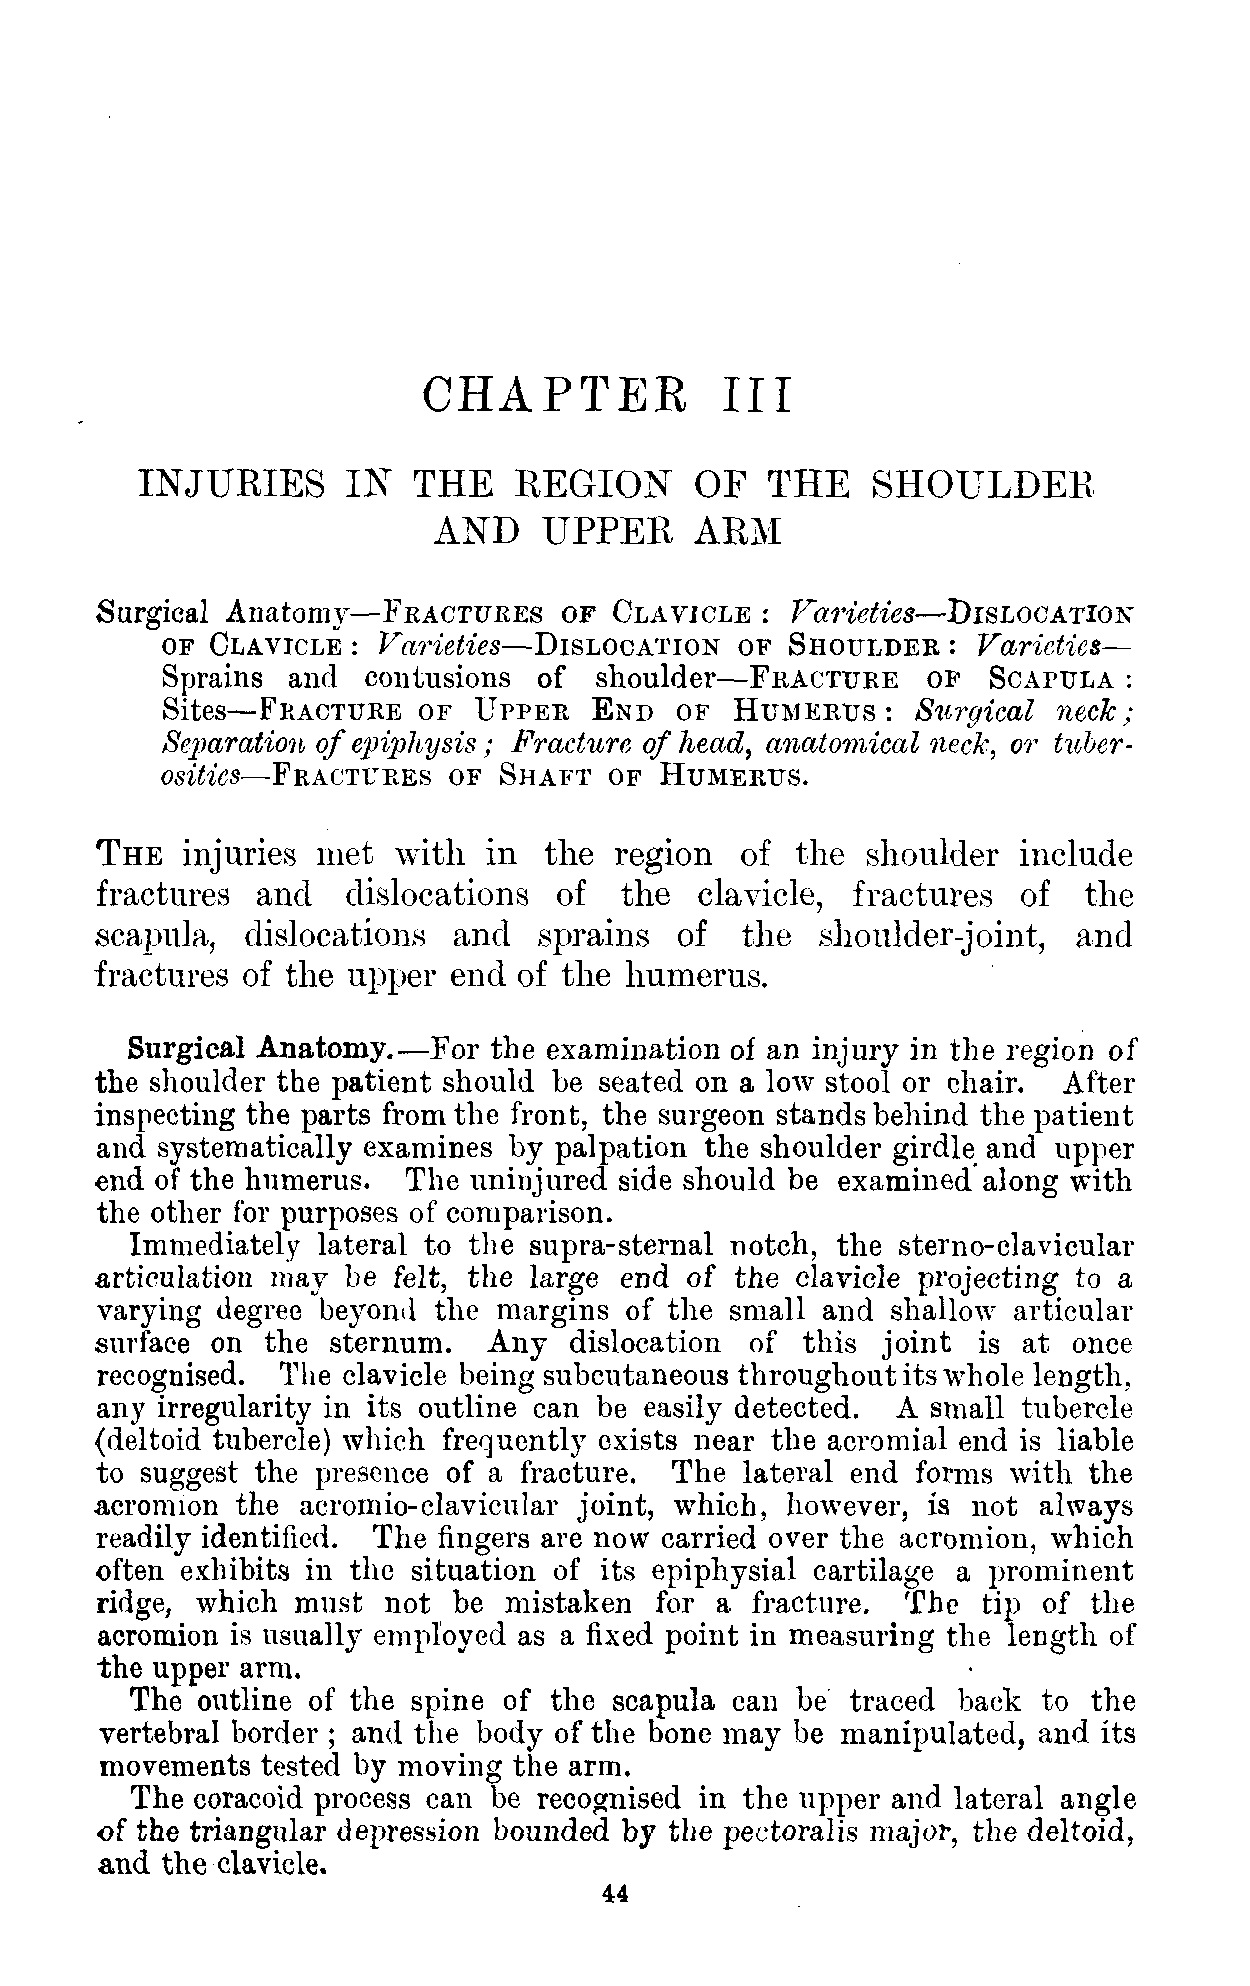 CHAPTER III
INJURIES IN THE REGION OF THE SHOULDER
AND UPPER ARM
Surgical Anatomy—FRACTURES OF CLAVICLE : Varieties—DISLOCATION
OF CLAVICLE : Varieties—DISLOCATION OF SHOULDER : Varieties—
Sprains and contusions of shoulder—FRACTURE OF SCAPULA :
Sites—FRACTURE OF UPPER END OF HUMERUS : Surgical neck ;
Separation of epiphysis ; Fracture of head, anatomical neck, or tuber-
osities—FRACTURES OF SHAFT OF HUMERUS.
THE injuries met with in the region of the shoulder include
fractures and dislocations of the clavicle, fractures of the
scapula, dislocations and sprains of the shoulder-joint, and
fractures of the upper end of the humerus.
Surgical Anatomy.—For the examination of an injury in the region of
the shoulder the patient should be seated on a low stool or chair. After
inspecting the parts from the front, the surgeon stands behind the patient
and systematically examines by palpation the shoulder girdle and upper
end of the humerus. The uninjured side should be examined along with
the other for purposes of comparison.
Immediately lateral to the supra-sternal notch, the sterno-clavicular
articulation may be felt, the large end of the clavicle projecting to a
varying degree beyond the margins of the small and shallow articular
surface on the sternum. Any dislocation of this joint is at once
recognised. The clavicle being subcutaneous throughout its whole length,
any irregularity in its outline can be easily detected. A small tubercle
(deltoid tubercle) which frequently exists near the acromial end is liable
to suggest the presence of a fracture. The lateral end forms with the
acromion the acromio-clavicular joint, which, however, is not always
readily identified. The fingers are now carried over the acromion, which
often exhibits in the situation of its epiphysial cartilage a prominent
ridge, which must not be mistaken for a fracture. The tip of the
acromion is usually employed as a fixed point in measuring the length of
the upper arm.
The outline of the spine of the scapula can be traced back to the
vertebral border ; and the body of the bone may be manipulated, and its
movements tested by moving the arm.
The coracoid process can be recognised in the upper and lateral angle
of the triangular depression bounded by the pectoralis major, the deltoid,
and the clavicle.
44